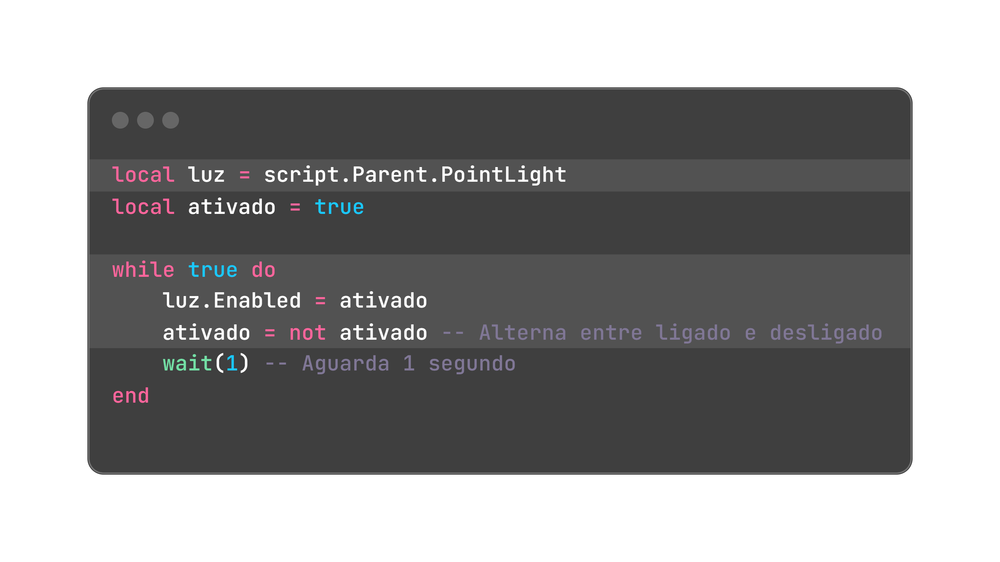 local luz = script.Parent.PointLight
local ativado = true
while true do
    luz.Enabled = ativado
    ativado = not ativado -- Alterna entre ligado e desligado
    wait(1) -- Aguarda 1 segundo
end